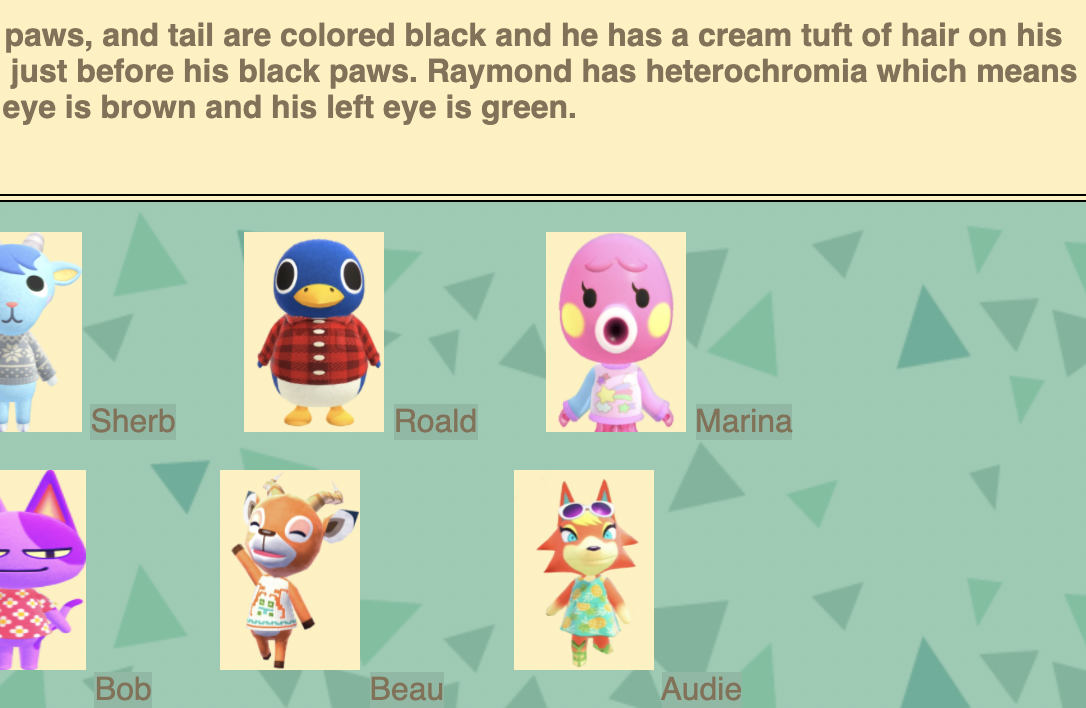 paws, and tail are colored black and he has a cream tuft of hair on his
just before his black paws. Raymond has heterochromia which means
eye is brown and his left eye is green.
Sherb
Roald
Marina
Bob
Beau
Audie